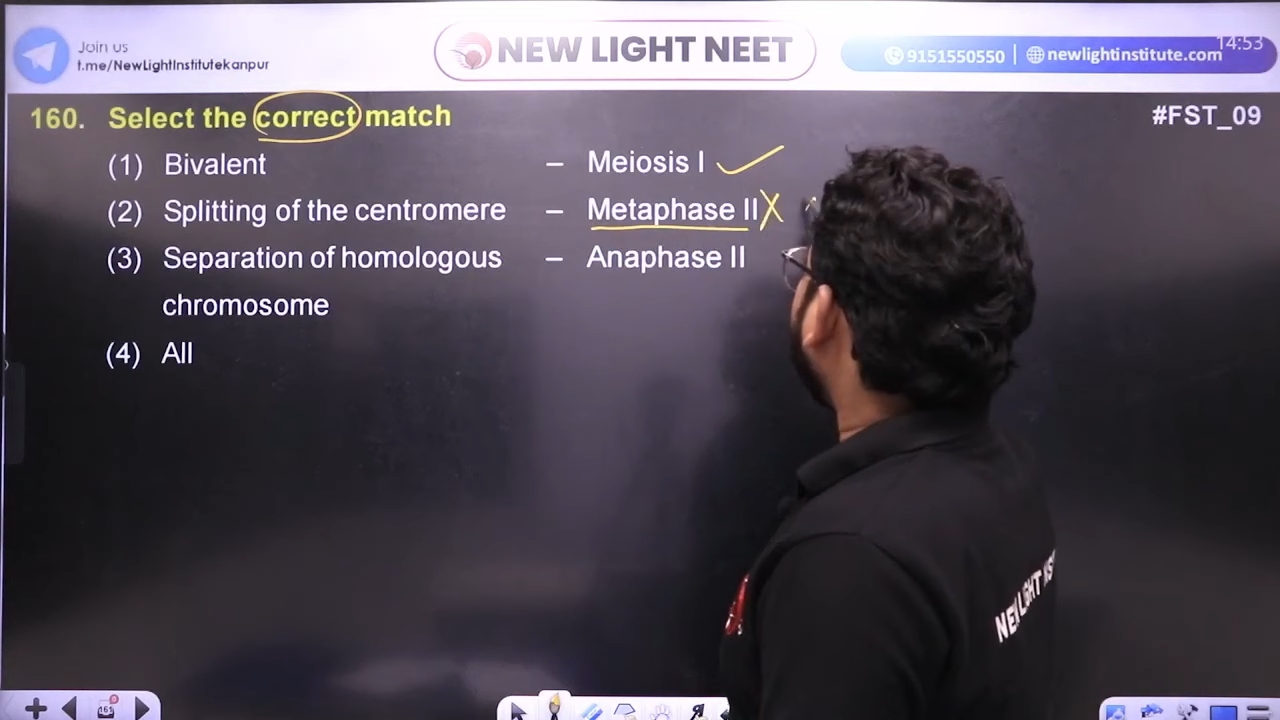 Join us
t.me/NewLightInstitutekanpur
NEW LIGHT NEET
9151550550 | newlightinstitute.com
14:53
160. Select the correct match
#FST_09
(1) Bivalent – Meiosis I
(2) Splitting of the centromere – Metaphase II
(3) Separation of homologous – Anaphase II
chromosome
(4) All
NEW LIGHT
161